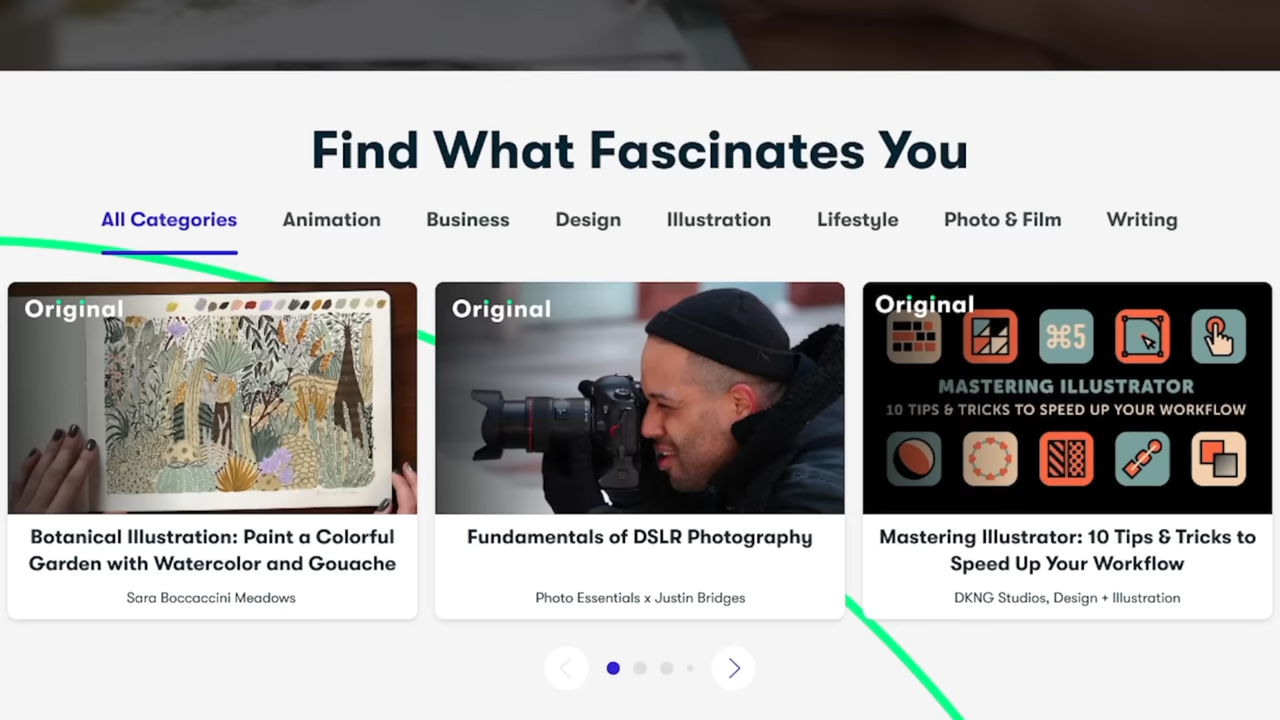 Find What Fascinates You
All Categories Animation Business Design Illustration Lifestyle Photo & Film Writing
Original
Botanical Illustration: Paint a Colorful
Garden with Watercolor and Gouache
Sara Boccaccini Meadows
Original
Fundamentals of DSLR Photography
Photo Essentials x Justin Bridges
Original
⌘5
MASTERING ILLUSTRATOR
10 TIPS & TRICKS TO SPEED UP YOUR WORKFLOW
Mastering Illustrator: 10 Tips & Tricks to
Speed Up Your Workflow
DKNG Studios, Design + Illustration